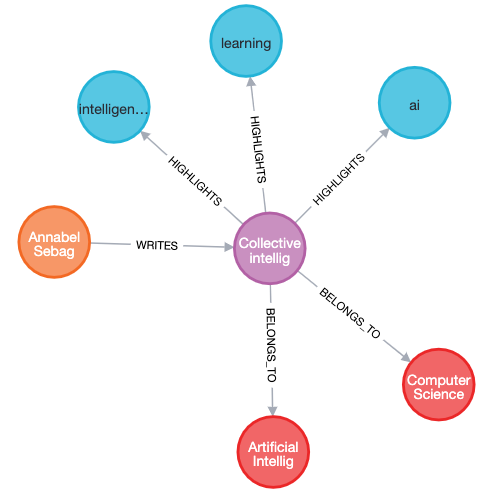 learning
intelligen...
ai
HIGHLIGHTS
HIGHLIGHTS
HIGHLIGHTS
Annabel
Sebag
WRITES
Collective
intellig
BELONGS_TO
BELONGS_TO
Computer
Science
Artificial
Intellig